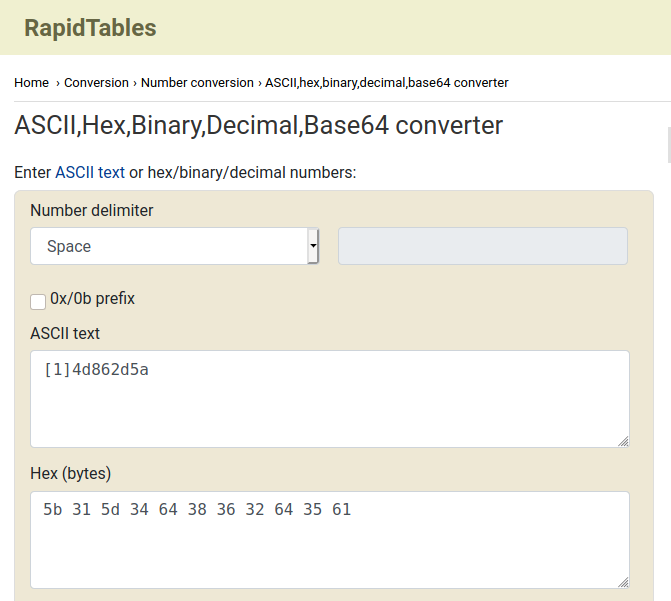 RapidTables
Home › Conversion › Number conversion › ASCII,hex,binary,decimal,base64 converter
ASCII,Hex,Binary,Decimal,Base64 converter
Enter ASCII text or hex/binary/decimal numbers:
Number delimiter
Space
0x/0b prefix
ASCII text
[1]4d862d5a
Hex (bytes)
5b 31 5d 34 64 38 36 32 64 35 61